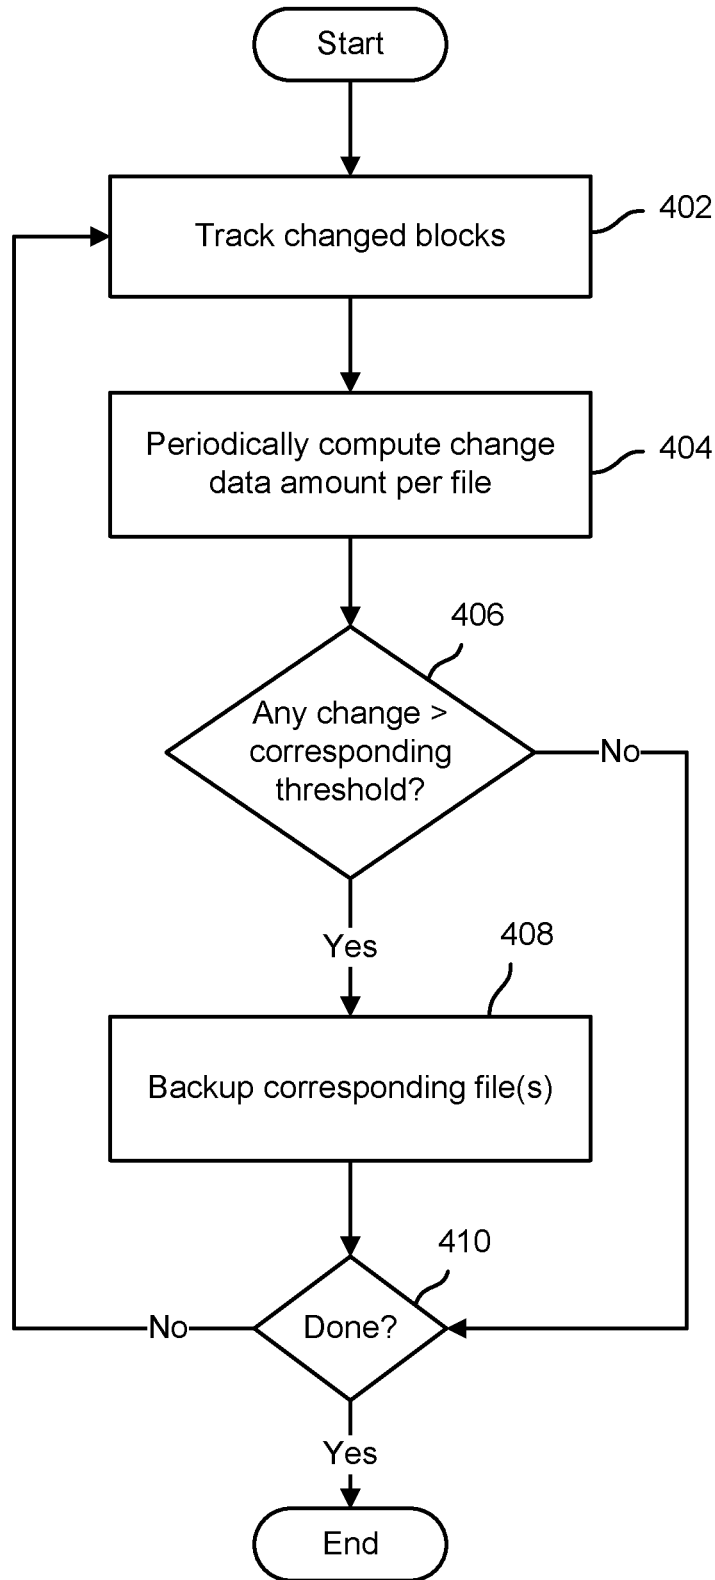 Start
Track changed blocks
402
Periodically compute change
data amount per file
404
406
Any change >
corresponding
threshold?
No
Yes
408
Backup corresponding file(s)
410
No
Done?
Yes
End